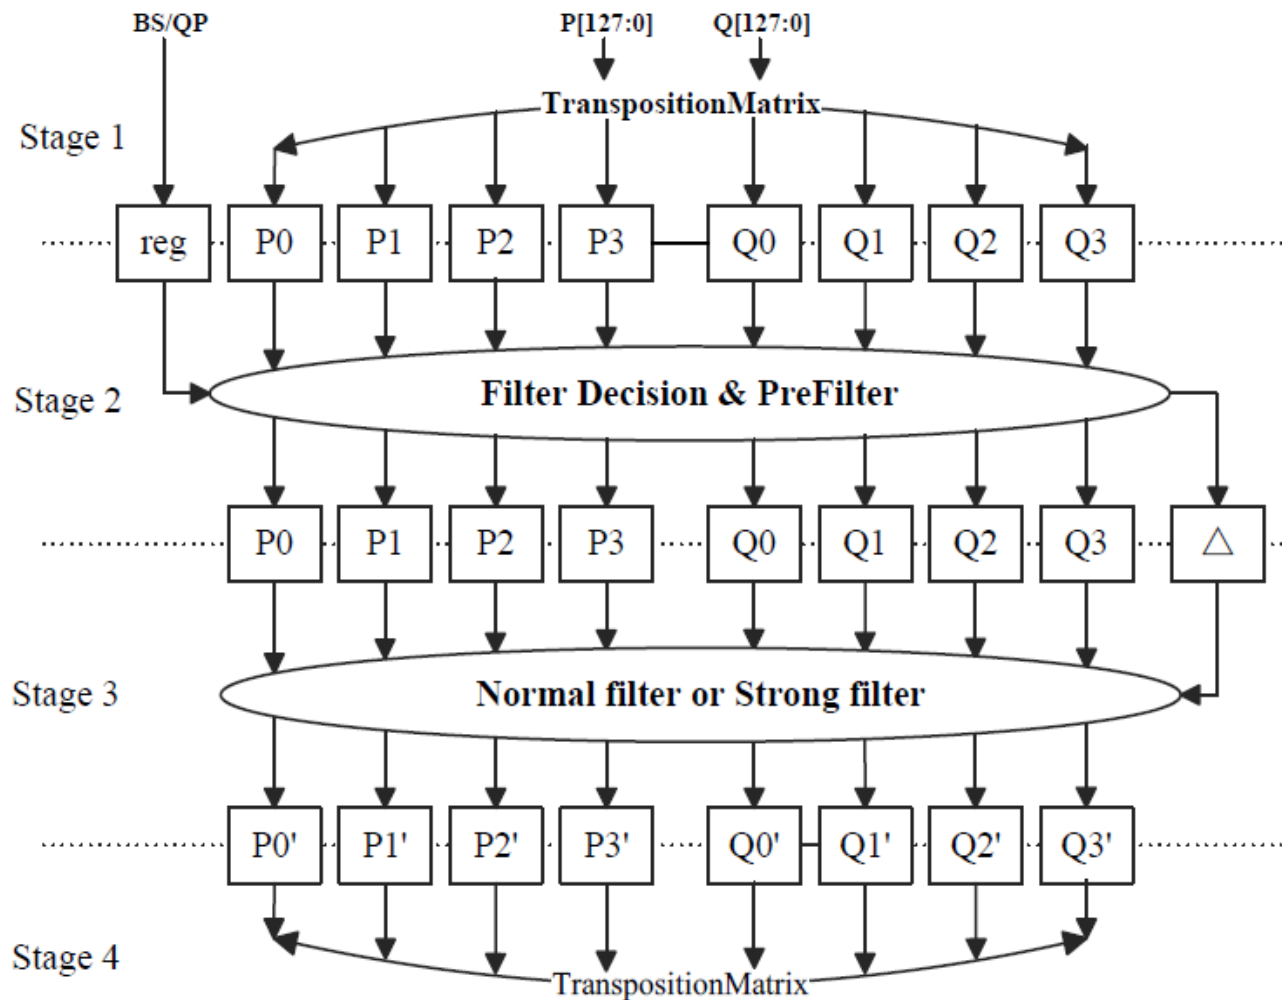 BS/QP P[127:0] Q[127:0]
TranspositionMatrix
Stage 1
reg P0 P1 P2 P3 Q0 Q1 Q2 Q3
Stage 2 Filter Decision & PreFilter
P0 P1 P2 P3 Q0 Q1 Q2 Q3 △
Stage 3 Normal filter or Strong filter
P0' P1' P2' P3' Q0' Q1' Q2' Q3'
Stage 4
TranspositionMatrix